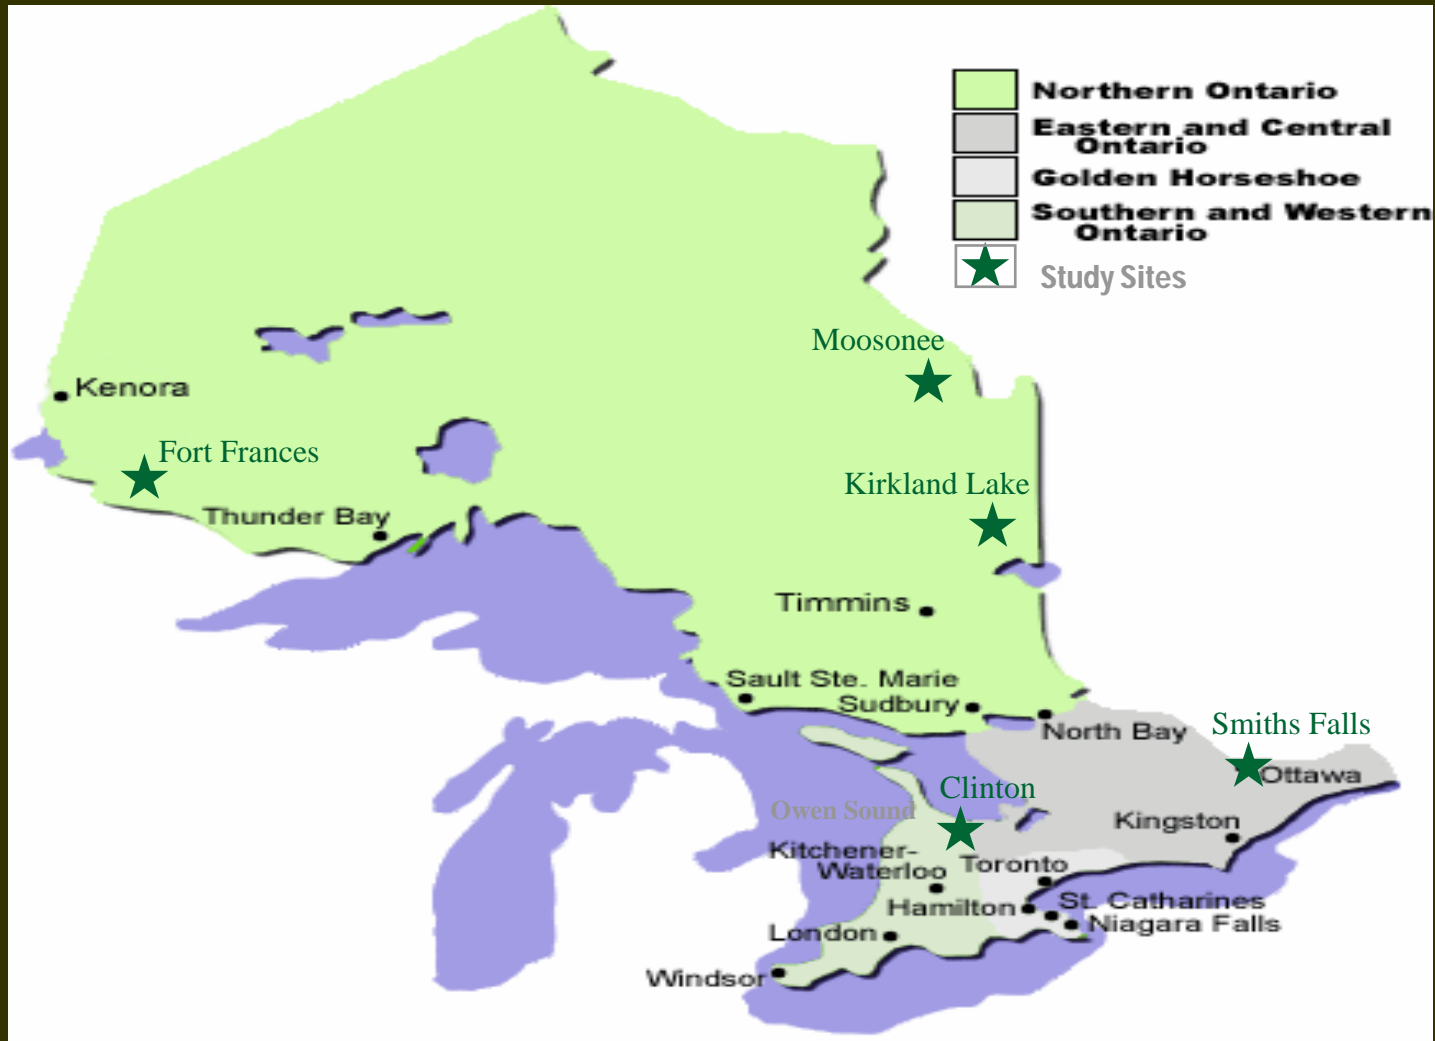 Northern Ontario
Eastern and Central
Ontario
Golden Horseshoe
Southern and Western
Ontario
Study Sites
Moosonee
Kenora
Fort Frances
Kirkland Lake
Thunder Bay
Timmins
Sault Ste. Marie
Sudbury
North Bay
Smiths Falls
Ottawa
Clinton
Owen Sound
Kingston
Kitchener-
Waterloo
Toronto
Hamilton
St. Catharines
Niagara Falls
London
Windsor